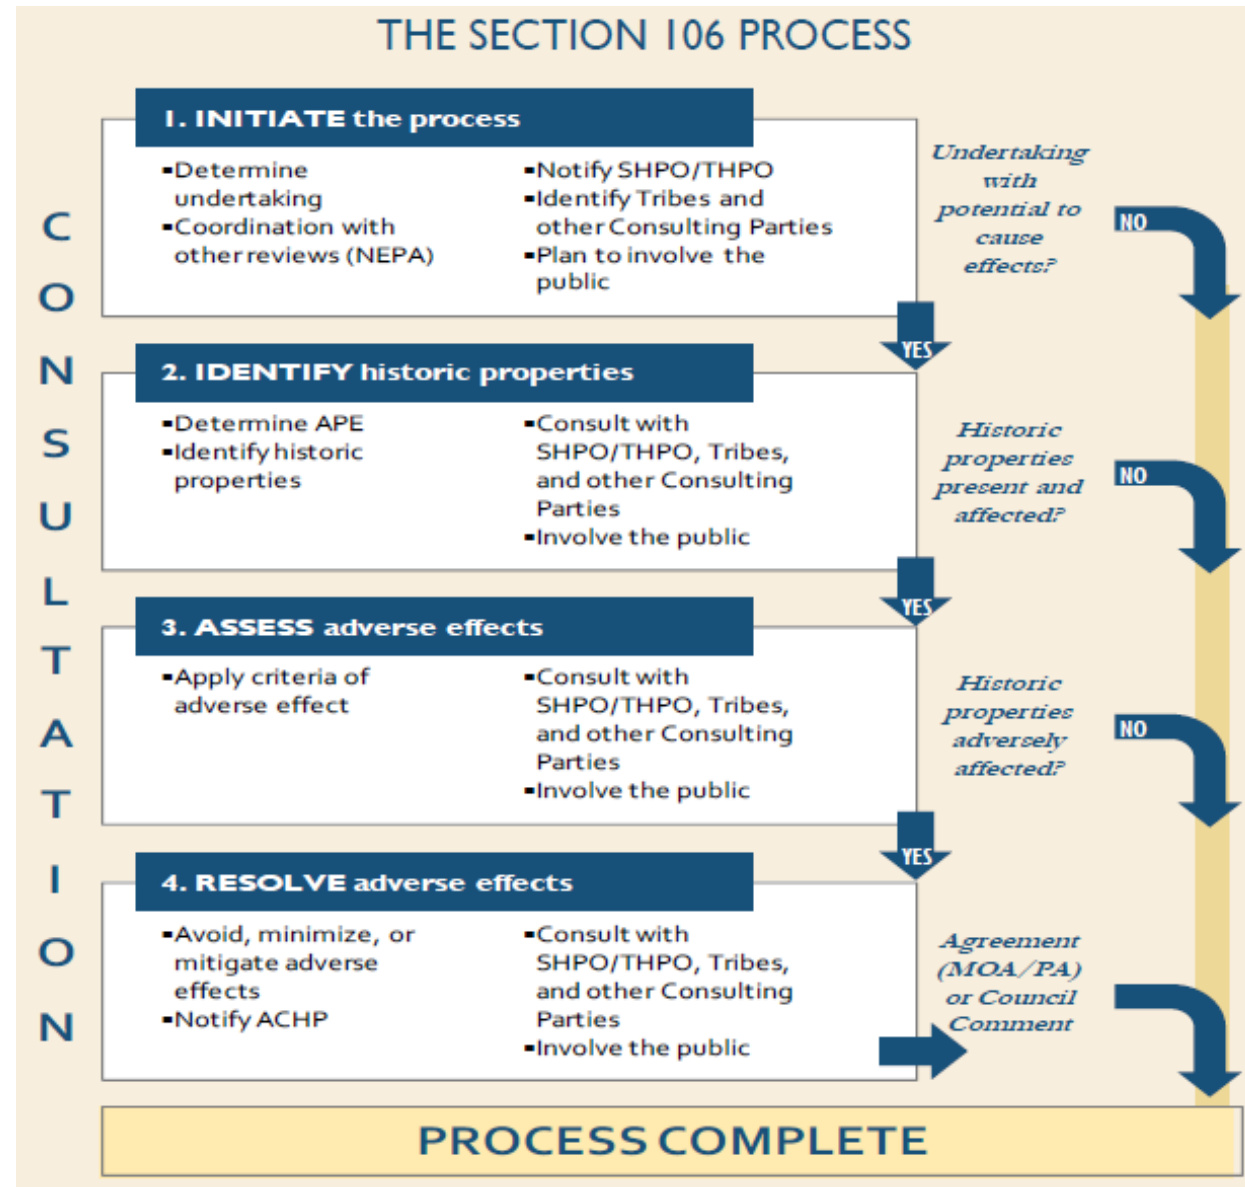 THE SECTION 106 PROCESS
CONSULTATION
1. INITIATE the process
▪Determine
undertaking
▪Coordination with
other reviews (NEPA)
▪Notify SHPO/THPO
▪Identify Tribes and
other Consulting Parties
▪Plan to involve the
public
Undertaking
with
potential to
cause
effects?
NO
YES
2. IDENTIFY historic properties
▪Determine APE
▪Identify historic
properties
▪Consult with
SHPO/THPO, Tribes,
and other Consulting
Parties
▪Involve the public
Historic
properties
present and
affected?
NO
YES
3. ASSESS adverse effects
▪Apply criteria of
adverse effect
▪Consult with
SHPO/THPO, Tribes,
and other Consulting
Parties
▪Involve the public
Historic
properties
adversely
affected?
NO
YES
4. RESOLVE adverse effects
▪Avoid, minimize, or
mitigate adverse
effects
▪Notify ACHP
▪Consult with
SHPO/THPO, Tribes,
and other Consulting
Parties
▪Involve the public
Agreement
(MOA/PA)
or Council
Comment
PROCESS COMPLETE